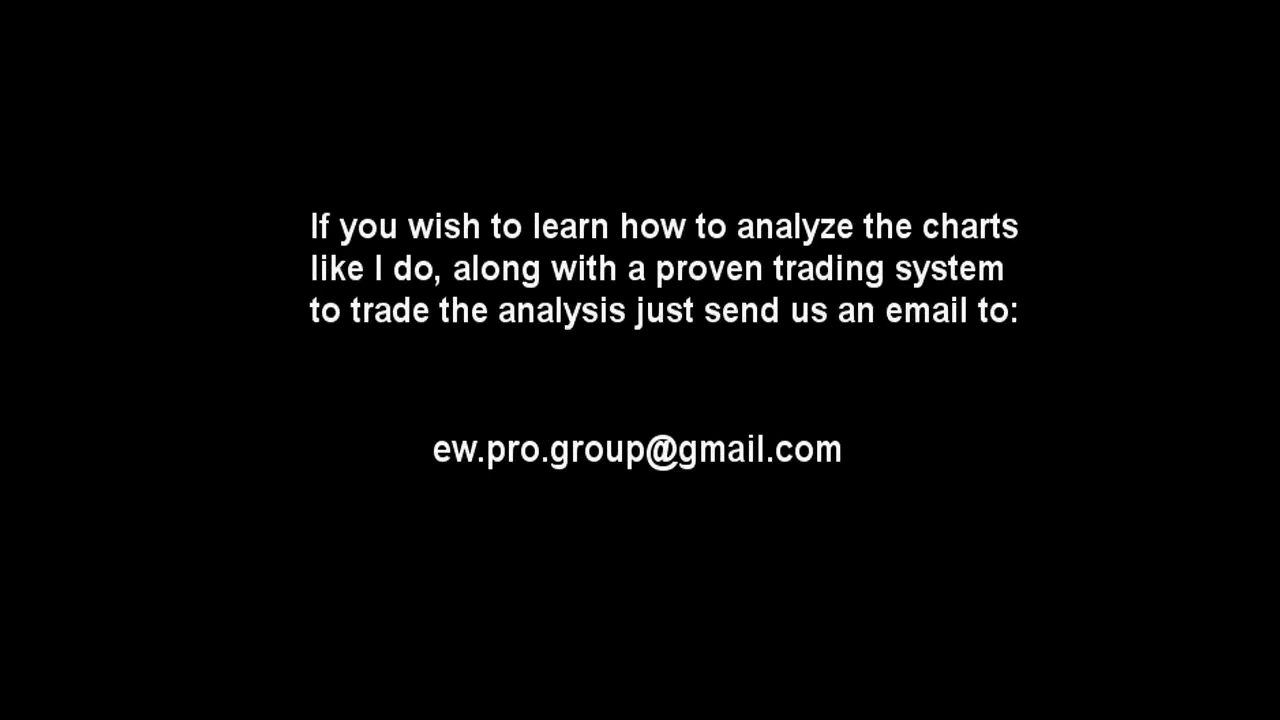 If you wish to learn how to analyze the charts
like I do, along with a proven trading system
to trade the analysis just send us an email to:
ew.pro.group@gmail.com